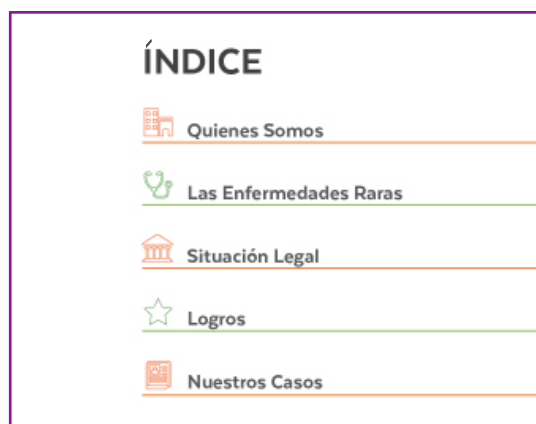 ÍNDICE
Quienes Somos
Las Enfermedades Raras
Situación Legal
Logros
Nuestros Casos